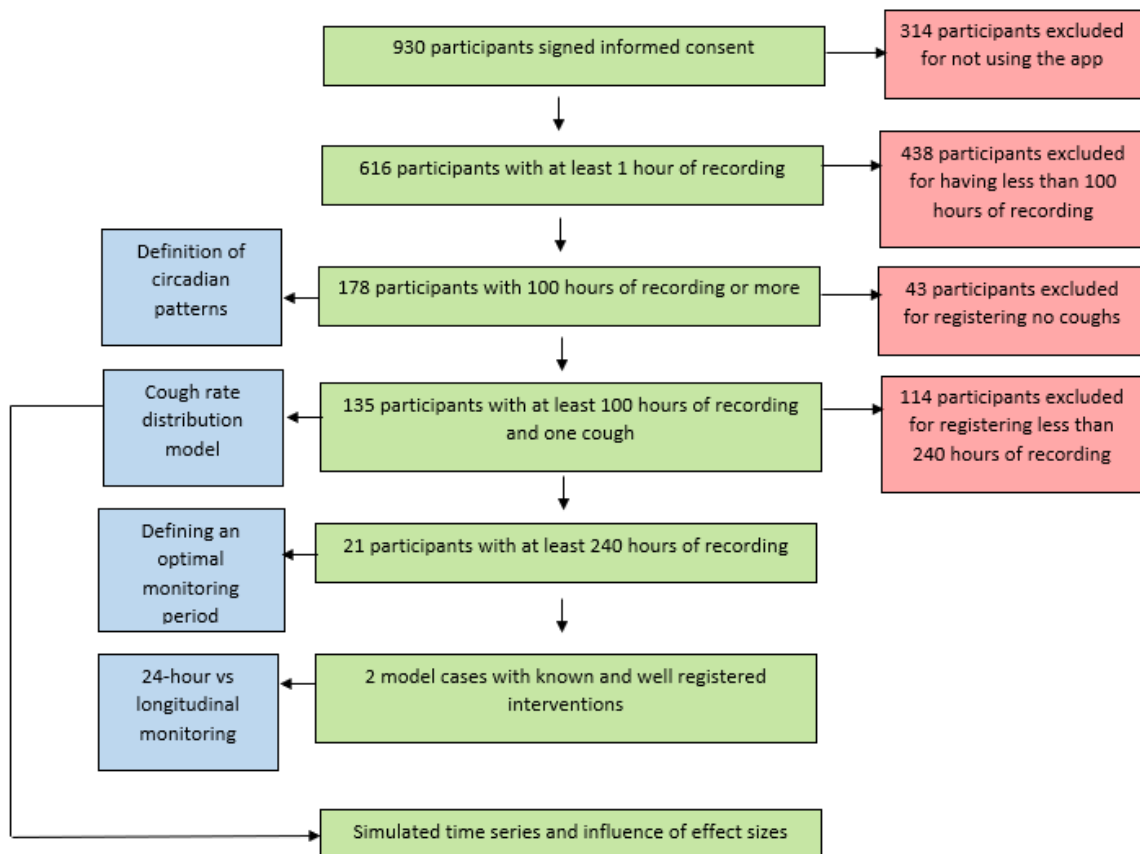 930 participants signed informed consent
314 participants excluded
for not using the app
616 participants with at least 1 hour of recording
438 participants excluded
for having less than 100
hours of recording
Definition of
circadian
patterns
178 participants with 100 hours of recording or more
43 participants excluded
for registering no coughs
Cough rate
distribution
model
135 participants with at least 100 hours of recording
and one cough
114 participants excluded
for registering less than
240 hours of recording
Defining an
optimal
monitoring
period
21 participants with at least 240 hours of recording
24-hour vs
longitudinal
monitoring
2 model cases with known and well registered
interventions
Simulated time series and influence of effect sizes